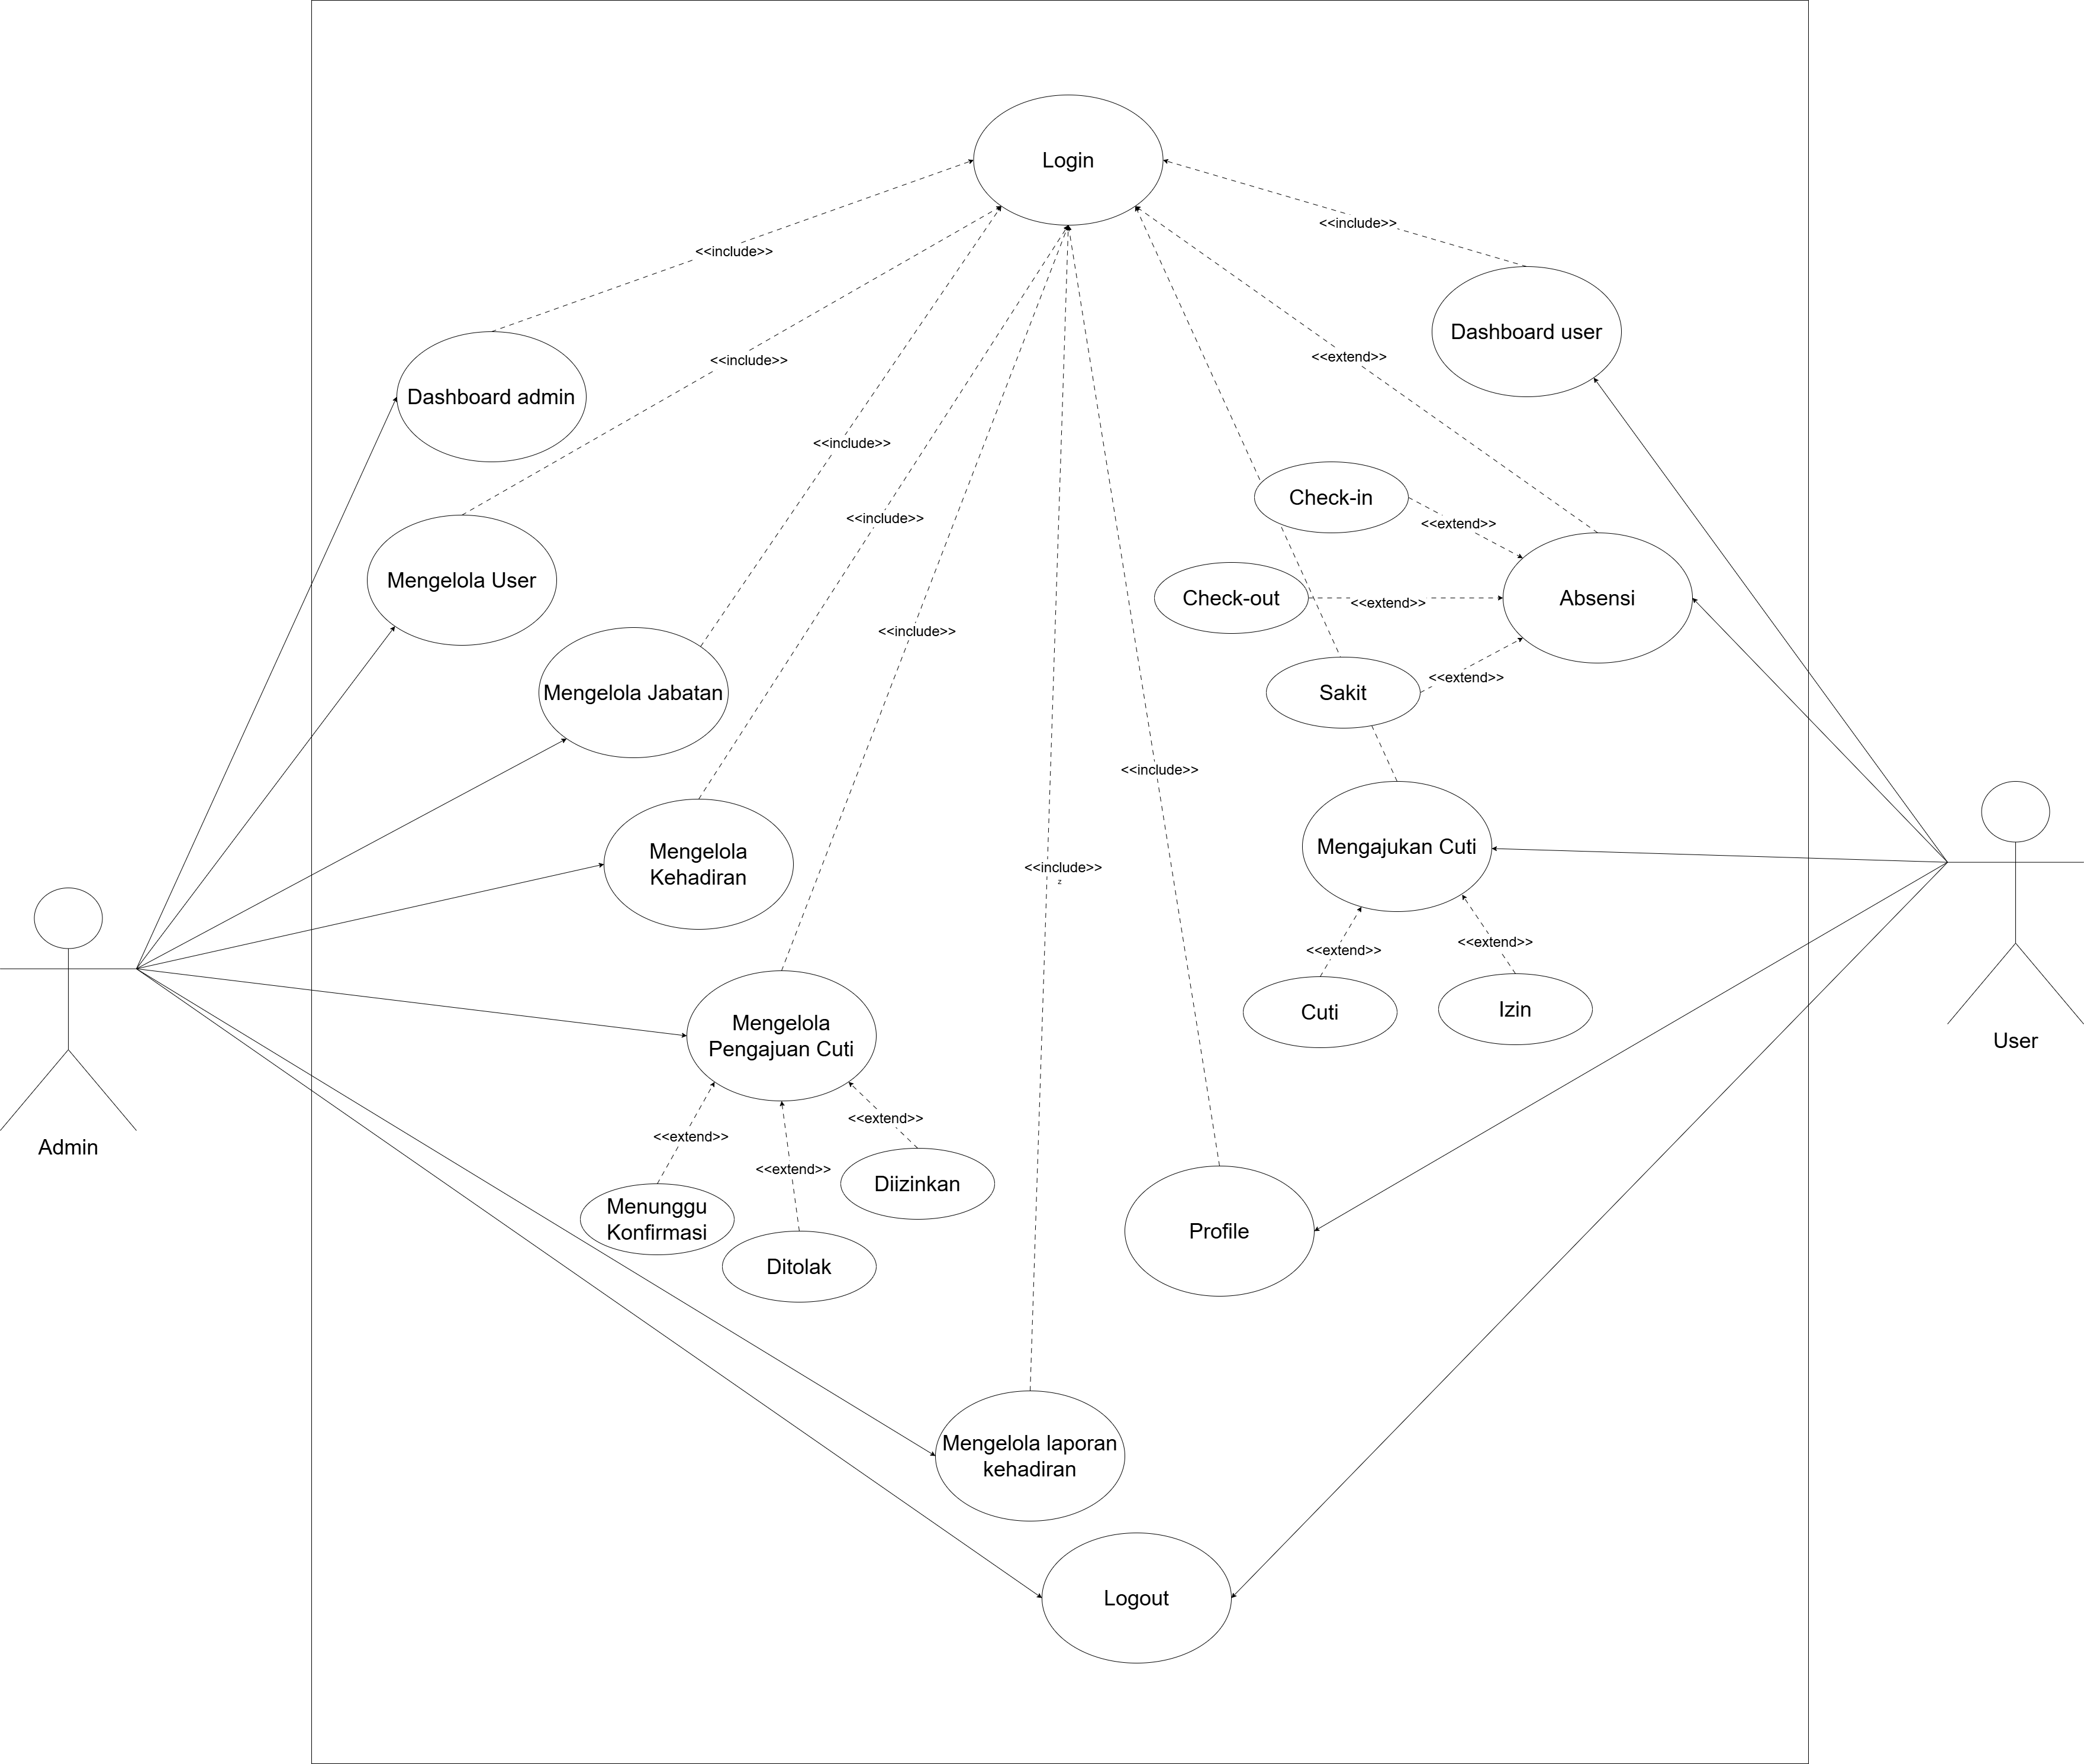 Login
<<include>>
<<include>>
Dashboard user
<<extend>>
<<include>>
Dashboard admin
<<include>>
Check-in
<<include>>
<<extend>>
Mengelola User
Check-out
<<extend>>
Absensi
<<include>>
<<extend>>
Mengelola Jabatan
Sakit
<<include>>
Mengelola
Kehadiran
<<include>>
z
Mengajukan Cuti
<<extend>>
<<extend>>
Cuti
Izin
Mengelola
Pengajuan Cuti
User
<<extend>>
<<extend>>
<<extend>>
Admin
Diizinkan
Menunggu
Konfirmasi
Ditolak
Profile
Mengelola laporan
kehadiran
Logout